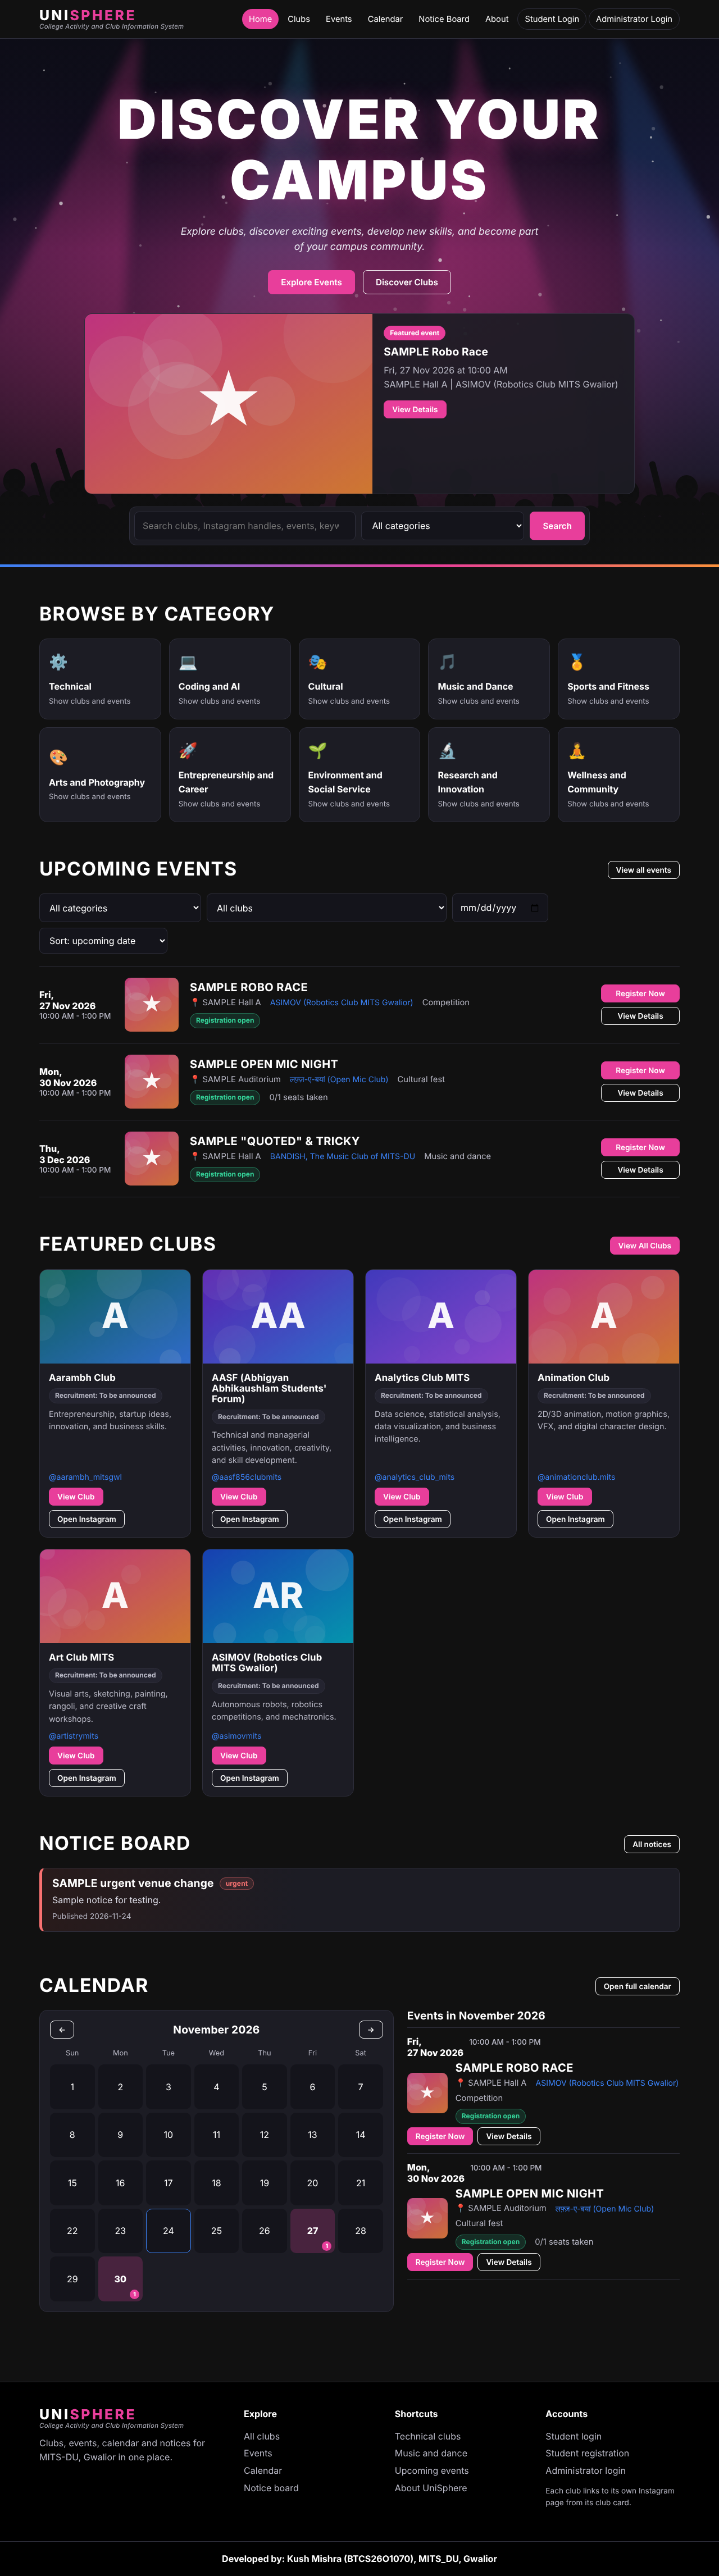 UNISPHERE
College Activity and Club Information System
Home Clubs Events Calendar Notice Board About Student Login Administrator Login
DISCOVER YOUR
CAMPUS
Explore clubs, discover exciting events, develop new skills, and become part
of your campus community.
Explore Events Discover Clubs
Featured event
SAMPLE Robo Race
Fri, 27 Nov 2026 at 10:00 AM
SAMPLE Hall A | ASIMOV (Robotics Club MITS Gwalior)
View Details
Search clubs, Instagram handles, events, keyv All categories Search
BROWSE BY CATEGORY
Technical
Show clubs and events
Coding and AI
Show clubs and events
Cultural
Show clubs and events
Music and Dance
Show clubs and events
Sports and Fitness
Show clubs and events
Arts and Photography
Show clubs and events
Entrepreneurship and
Career
Show clubs and events
Environment and
Social Service
Show clubs and events
Research and
Innovation
Show clubs and events
Wellness and
Community
Show clubs and events
UPCOMING EVENTS
View all events
All categories All clubs mm/dd/yyyy
Sort: upcoming date
Fri,
27 Nov 2026
10:00 AM - 1:00 PM
SAMPLE ROBO RACE
SAMPLE Hall A ASIMOV (Robotics Club MITS Gwalior) Competition
Registration open
Register Now
View Details
Mon,
30 Nov 2026
10:00 AM - 1:00 PM
SAMPLE OPEN MIC NIGHT
SAMPLE Auditorium लफ़्ज़-ए-बयां (Open Mic Club) Cultural fest
Registration open 0/1 seats taken
Register Now
View Details
Thu,
3 Dec 2026
10:00 AM - 1:00 PM
SAMPLE "QUOTED" & TRICKY
SAMPLE Hall A BANDISH, The Music Club of MITS-DU Music and dance
Registration open
Register Now
View Details
FEATURED CLUBS
View All Clubs
A
Aarambh Club
Recruitment: To be announced
Entrepreneurship, startup ideas,
innovation, and business skills.
@aarambh_mitsgwl
View Club
Open Instagram
AA
AASF (Abhigyan
Abhikaushlam Students'
Forum)
Recruitment: To be announced
Technical and managerial
activities, innovation, creativity,
and skill development.
@aasf856clubmits
View Club
Open Instagram
A
Analytics Club MITS
Recruitment: To be announced
Data science, statistical analysis,
data visualization, and business
intelligence.
@analytics_club_mits
View Club
Open Instagram
A
Animation Club
Recruitment: To be announced
2D/3D animation, motion graphics,
VFX, and digital character design.
@animationclub.mits
View Club
Open Instagram
A
Art Club MITS
Recruitment: To be announced
Visual arts, sketching, painting,
rangoli, and creative craft
workshops.
@artistrymits
View Club
Open Instagram
AR
ASIMOV (Robotics Club
MITS Gwalior)
Recruitment: To be announced
Autonomous robots, robotics
competitions, and mechatronics.
@asimovmits
View Club
Open Instagram
NOTICE BOARD
All notices
SAMPLE urgent venue change urgent
Sample notice for testing.
Published 2026-11-24
CALENDAR
Open full calendar
← November 2026 →
Sun Mon Tue Wed Thu Fri Sat
1 2 3 4 5 6 7
8 9 10 11 12 13 14
15 16 17 18 19 20 21
22 23 24 25 26 27 1 28
29 30 1
Events in November 2026
Fri,
27 Nov 2026
10:00 AM - 1:00 PM
SAMPLE ROBO RACE
SAMPLE Hall A ASIMOV (Robotics Club MITS Gwalior)
Competition
Registration open
Register Now View Details
Mon,
30 Nov 2026
10:00 AM - 1:00 PM
SAMPLE OPEN MIC NIGHT
SAMPLE Auditorium लफ़्ज़-ए-बयां (Open Mic Club)
Cultural fest
Registration open 0/1 seats taken
Register Now View Details
UNISPHERE
College Activity and Club Information System
Clubs, events, calendar and notices for
MITS-DU, Gwalior in one place.
Explore
All clubs
Events
Calendar
Notice board
Shortcuts
Technical clubs
Music and dance
Upcoming events
About UniSphere
Accounts
Student login
Student registration
Administrator login
Each club links to its own Instagram
page from its club card.
Developed by: Kush Mishra (BTCS26O1070), MITS_DU, Gwalior